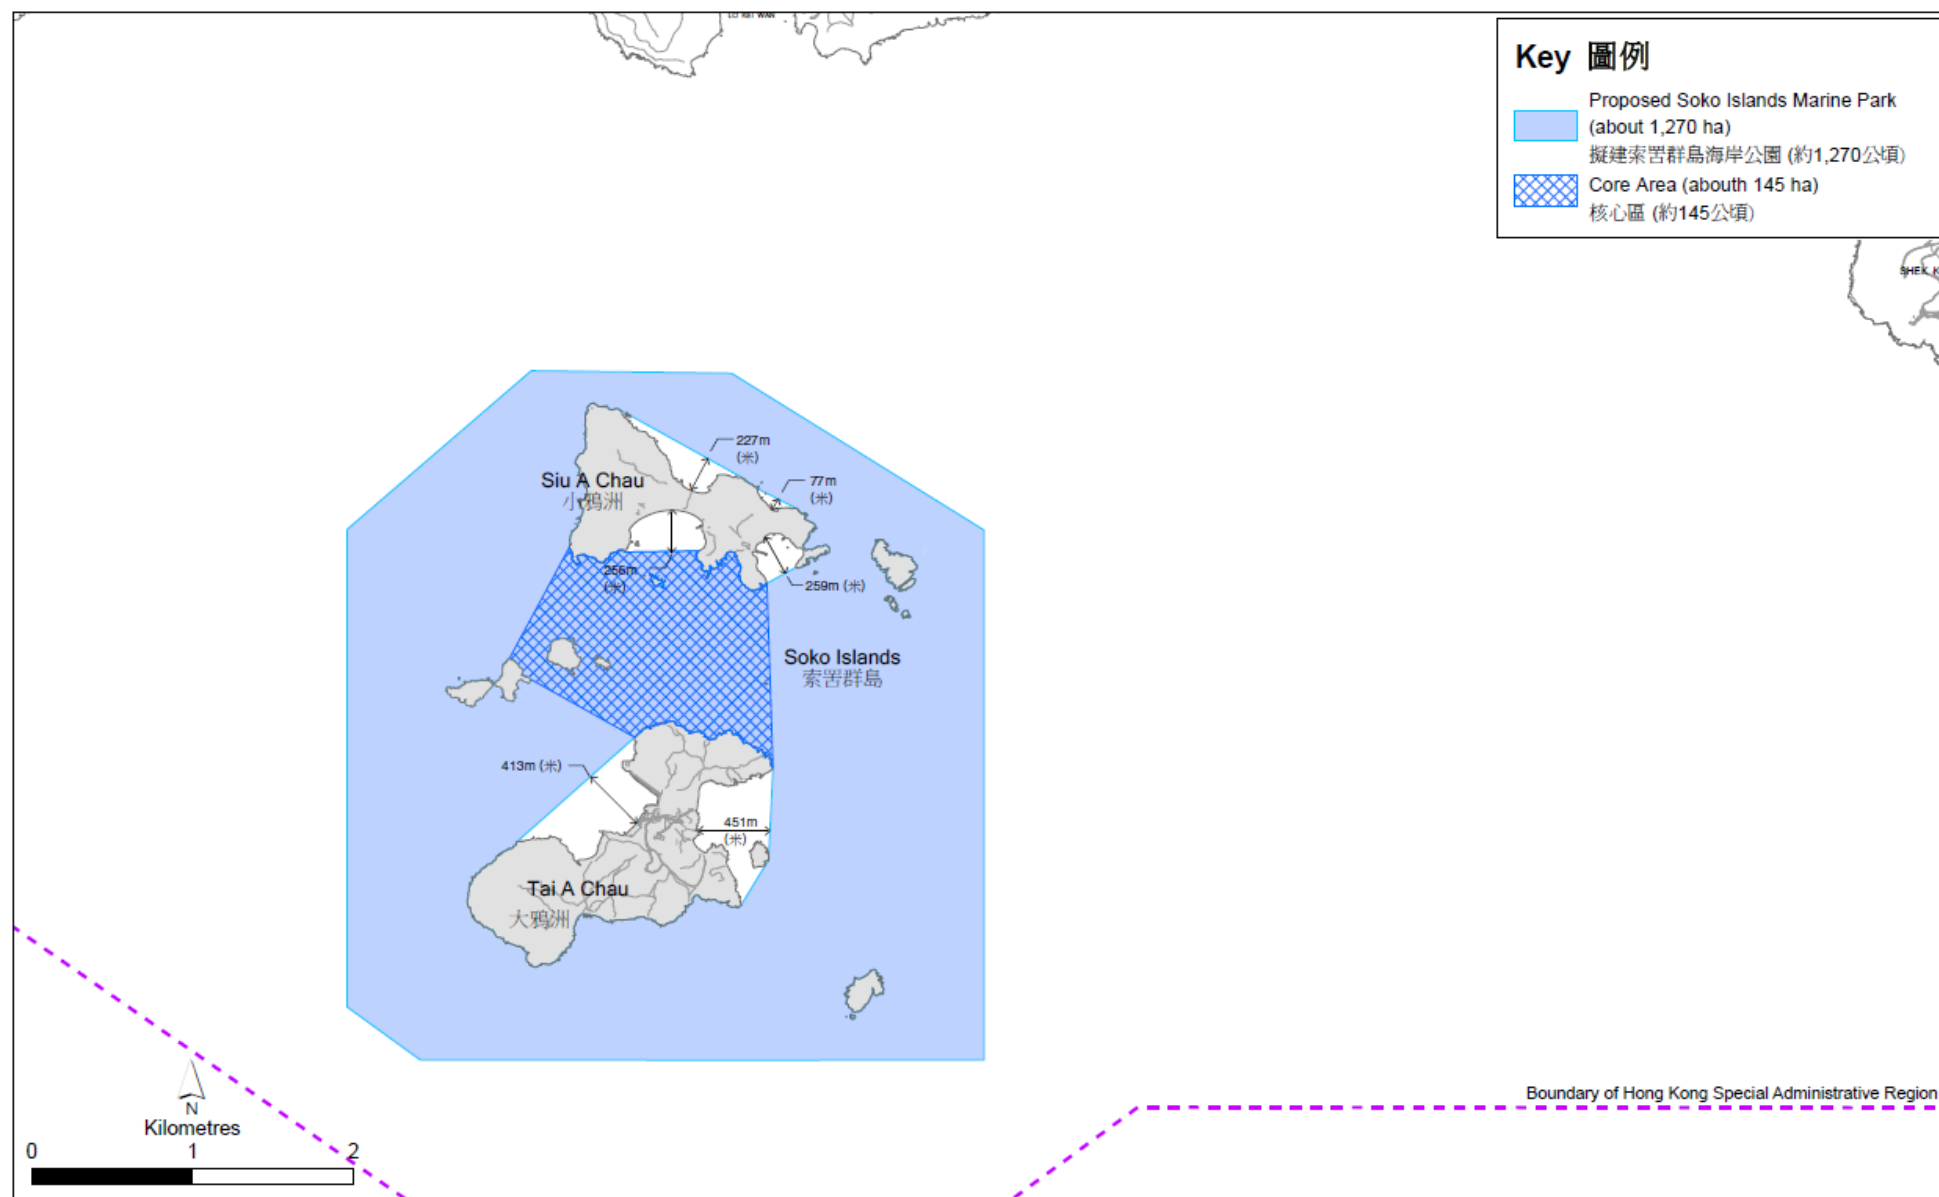 LO KEI WAN
Key 圖例
Proposed Soko Islands Marine Park
(about 1,270 ha)
擬建索罟群島海岸公園 (約1,270公頃)
Core Area (abouth 145 ha)
核心區 (約145公頃)
SHEK K
227m
(米)
77m
(米)
Siu A Chau
小鴉洲
256m
(米)
259m (米)
Soko Islands
索罟群島
413m (米)
451m
(米)
Tai A Chau
大鴉洲
N
Kilometres
0 1 2
Boundary of Hong Kong Special Administrative Region